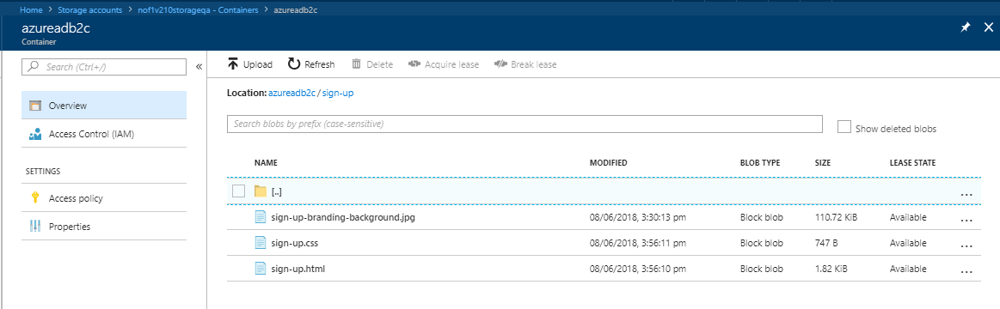 Home > Storage accounts > nof1v210storageqa - Containers > azureadb2c
azureadb2c
Container
Search (Ctrl+/)
«
Upload Refresh Delete Acquire lease Break lease
Overview
Access Control (IAM)
SETTINGS
Access policy
Properties
Location: azureadb2c / sign-up
Search blobs by prefix (case-sensitive)
Show deleted blobs
NAME MODIFIED BLOB TYPE SIZE LEASE STATE
[..] ...
sign-up-branding-background.jpg 08/06/2018, 3:30:13 pm Block blob 110.72 KiB Available ...
sign-up.css 08/06/2018, 3:56:11 pm Block blob 747 B Available ...
sign-up.html 08/06/2018, 3:56:10 pm Block blob 1.82 KiB Available ...